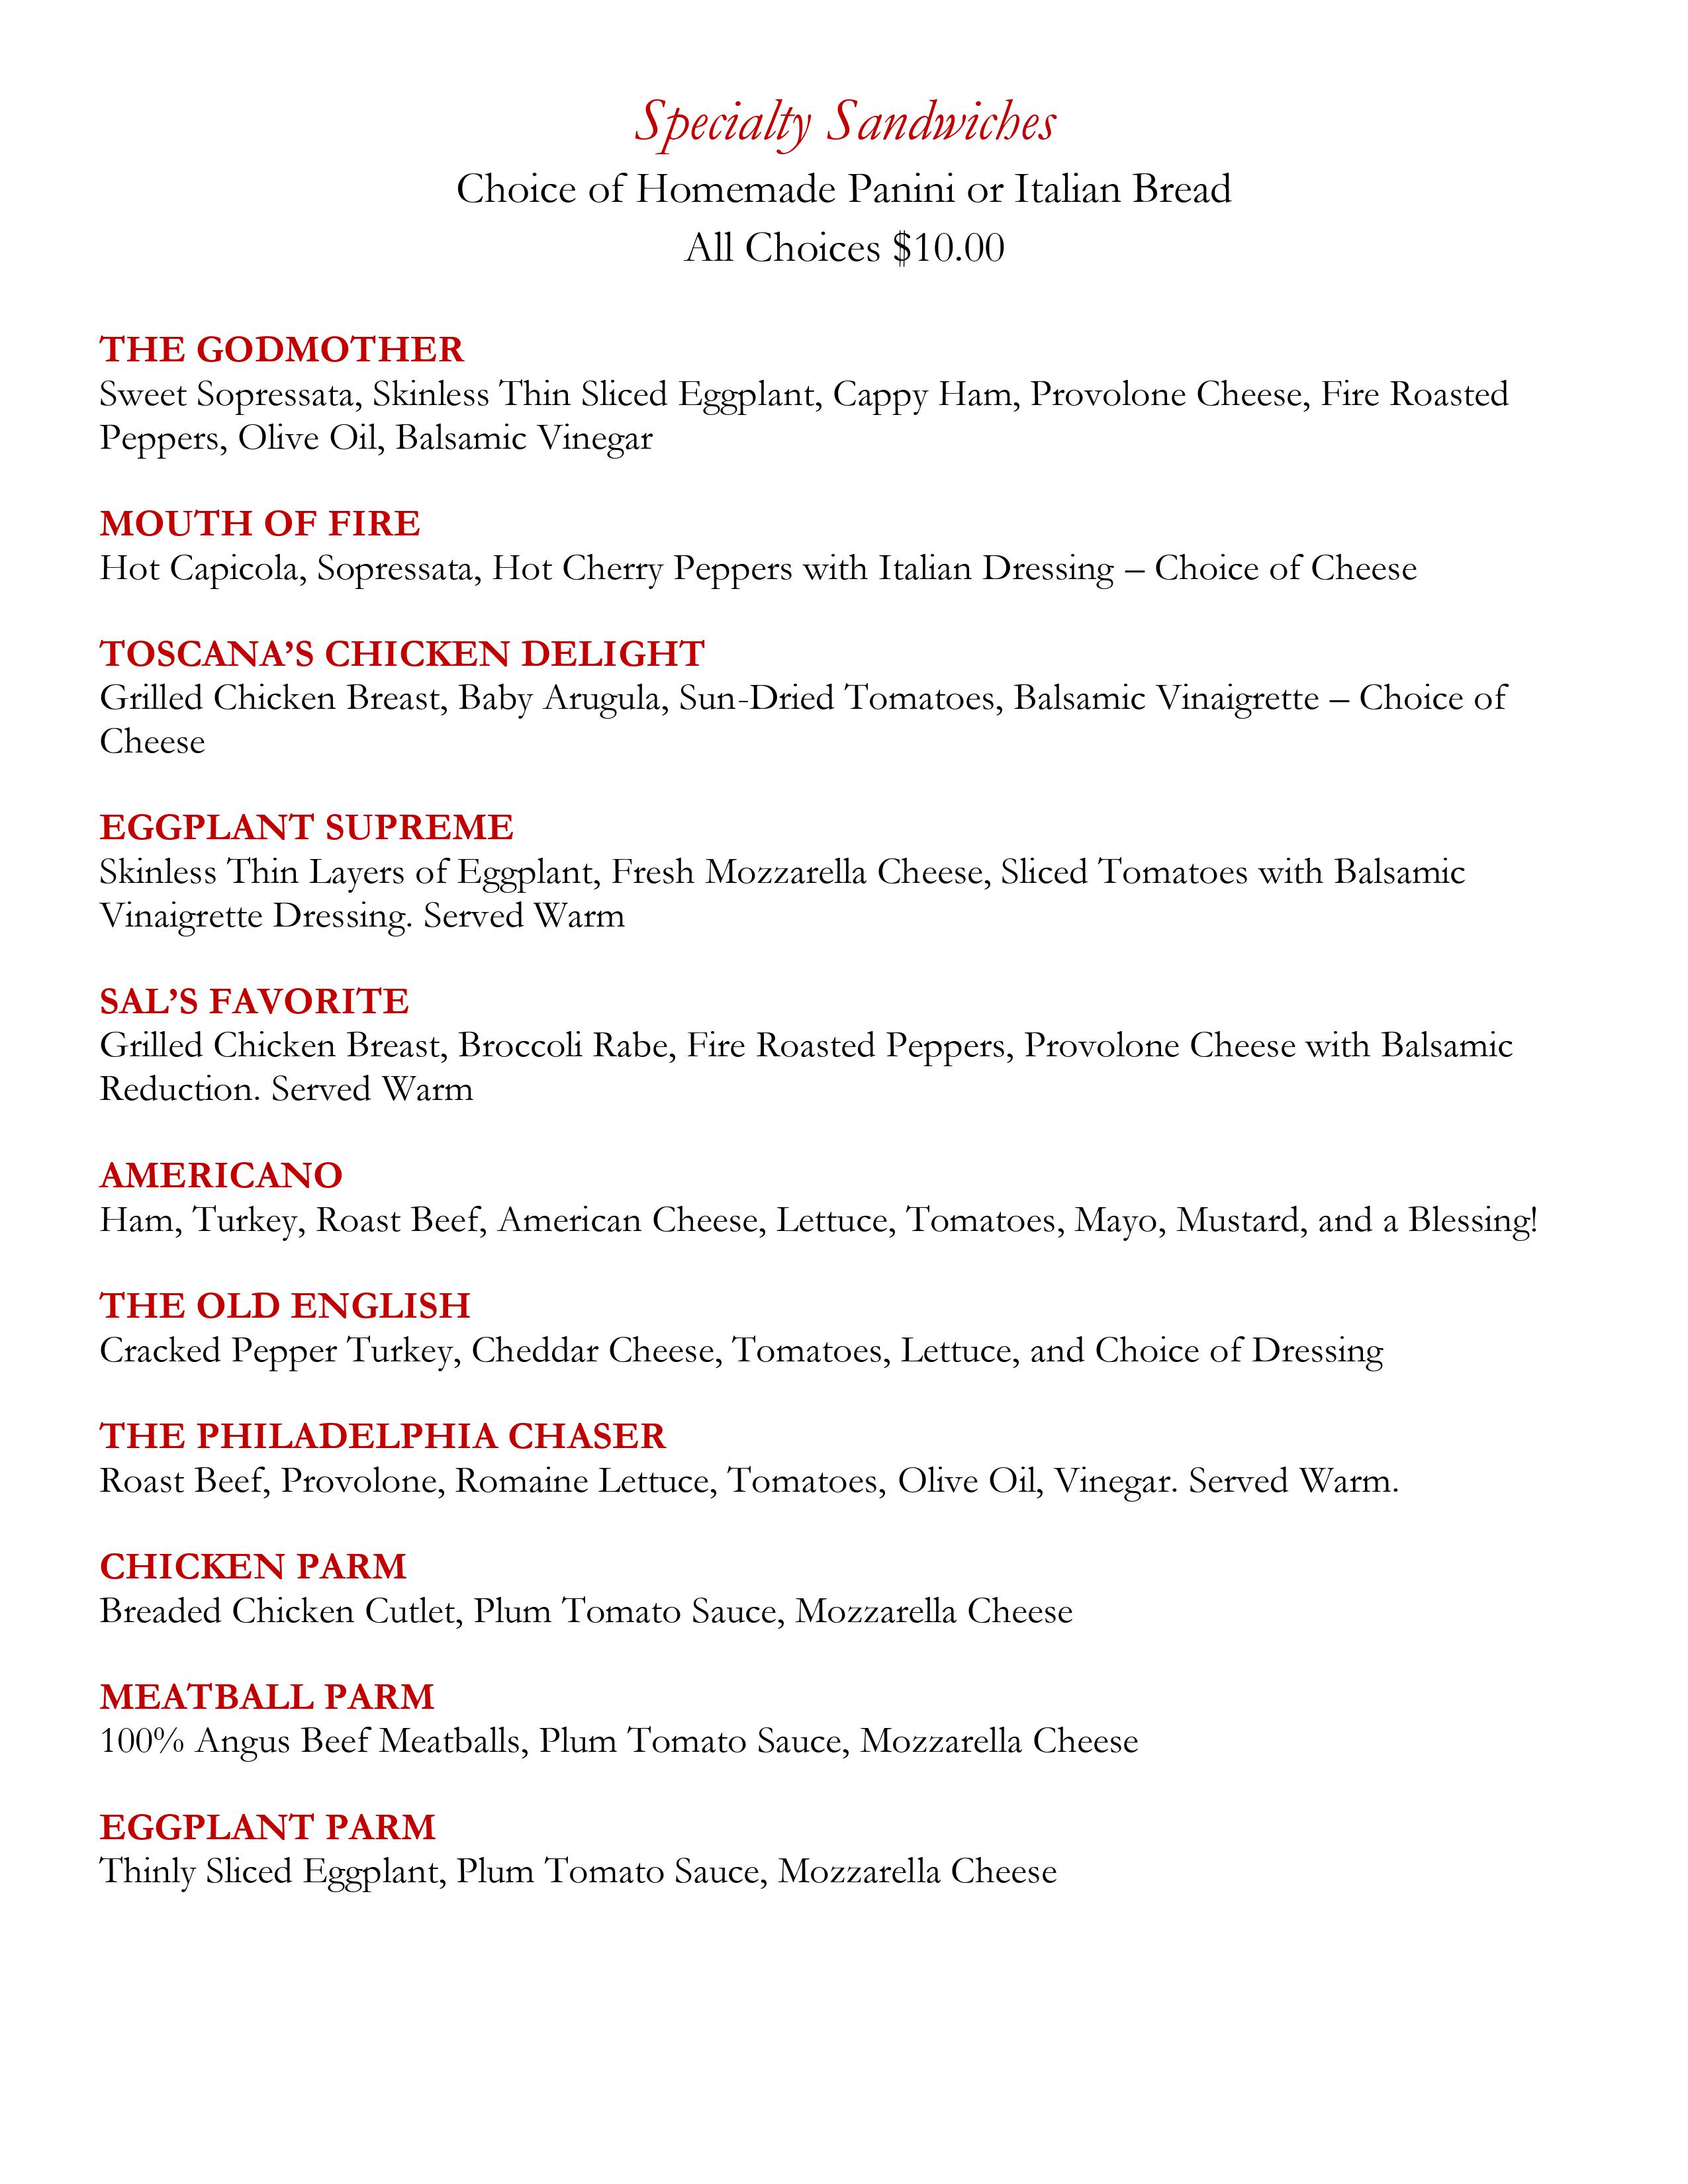 Specialty Sandwiches
Choice of Homemade Panini or Italian Bread
All Choices $10.00
THE GODMOTHER
Sweet Sopressata, Skinless Thin Sliced Eggplant, Cappy Ham, Provolone Cheese, Fire Roasted
Peppers, Olive Oil, Balsamic Vinegar
MOUTH OF FIRE
Hot Capicola, Sopressata, Hot Cherry Peppers with Italian Dressing – Choice of Cheese
TOSCANA’S CHICKEN DELIGHT
Grilled Chicken Breast, Baby Arugula, Sun-Dried Tomatoes, Balsamic Vinaigrette – Choice of
Cheese
EGGPLANT SUPREME
Skinless Thin Layers of Eggplant, Fresh Mozzarella Cheese, Sliced Tomatoes with Balsamic
Vinaigrette Dressing. Served Warm
SAL’S FAVORITE
Grilled Chicken Breast, Broccoli Rabe, Fire Roasted Peppers, Provolone Cheese with Balsamic
Reduction. Served Warm
AMERICANO
Ham, Turkey, Roast Beef, American Cheese, Lettuce, Tomatoes, Mayo, Mustard, and a Blessing!
THE OLD ENGLISH
Cracked Pepper Turkey, Cheddar Cheese, Tomatoes, Lettuce, and Choice of Dressing
THE PHILADELPHIA CHASER
Roast Beef, Provolone, Romaine Lettuce, Tomatoes, Olive Oil, Vinegar. Served Warm.
CHICKEN PARM
Breaded Chicken Cutlet, Plum Tomato Sauce, Mozzarella Cheese
MEATBALL PARM
100% Angus Beef Meatballs, Plum Tomato Sauce, Mozzarella Cheese
EGGPLANT PARM
Thinly Sliced Eggplant, Plum Tomato Sauce, Mozzarella Cheese